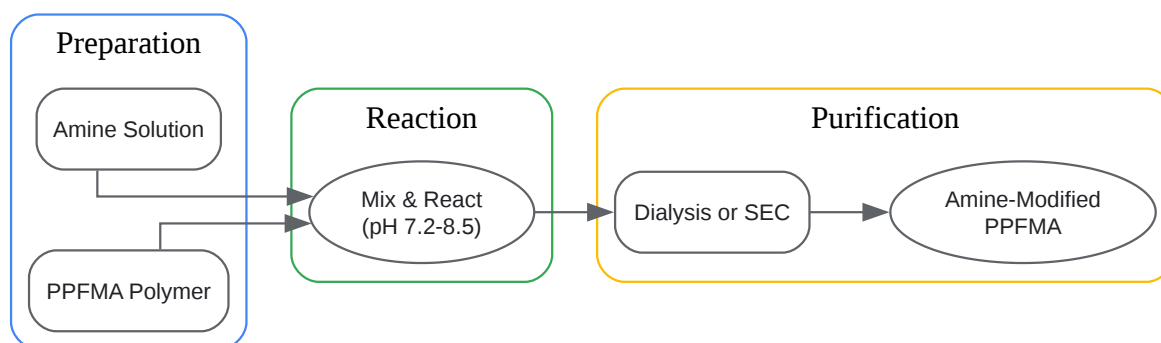 Preparation
Amine Solution
PPFMA Polymer
Reaction
Mix & React
(pH 7.2-8.5)
Purification
Dialysis or SEC
Amine-Modified
PPFMA